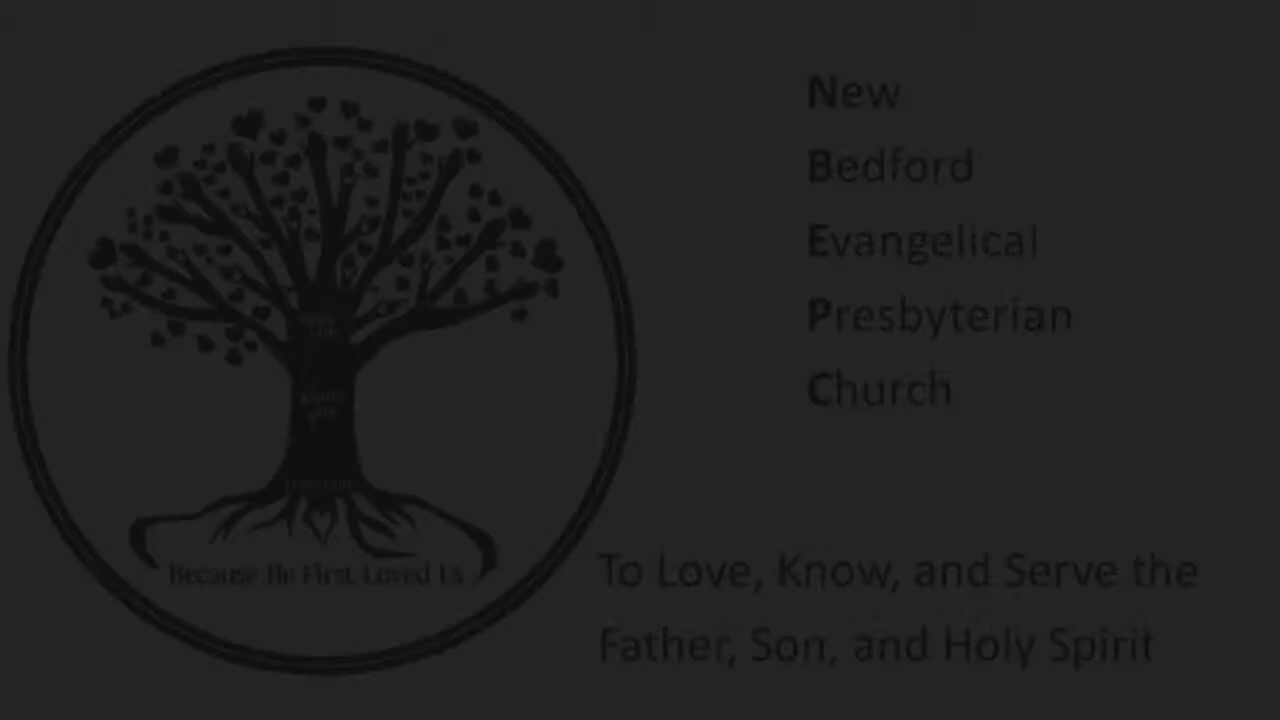 New
Bedford
Evangelical
Presbyterian
Church
Because He First Loved Us
To Love, Know, and Serve the
Father, Son, and Holy Spirit